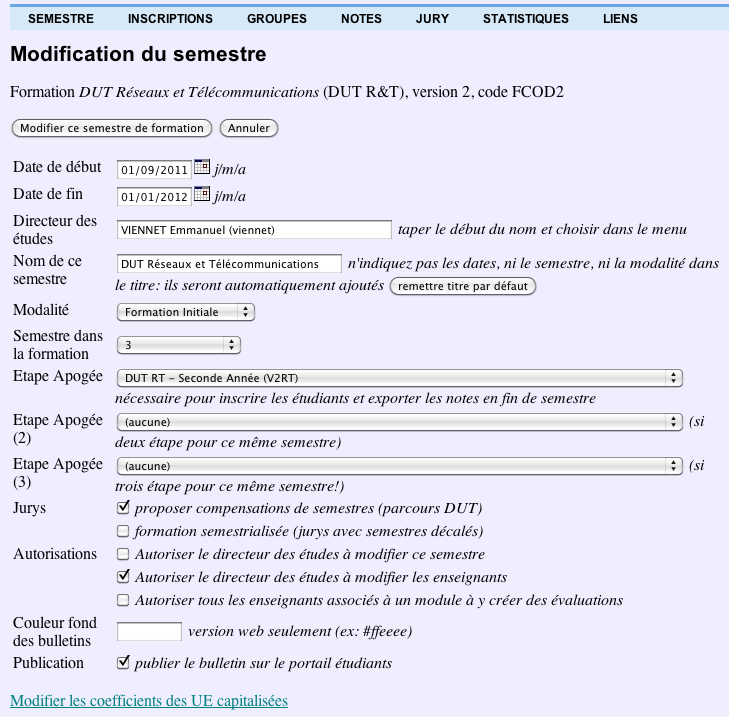 SEMESTRE INSCRIPTIONS GROUPES NOTES JURY STATISTIQUES LIENS
Modification du semestre
Formation DUT Réseaux et Télécommunications (DUT R&T), version 2, code FCOD2
Modifier ce semestre de formation Annuler
Date de début 01/09/2011 j/m/a
Date de fin 01/01/2012 j/m/a
Directeur des études VIENNET Emmanuel (viennet) taper le début du nom et choisir dans le menu
Nom de ce semestre DUT Réseaux et Télécommunications n'indiquez pas les dates, ni le semestre, ni la modalité dans
le titre: ils seront automatiquement ajoutés remettre titre par défaut
Modalité Formation Initiale
Semestre dans la formation 3
Etape Apogée DUT RT - Seconde Année (V2RT)
nécessaire pour inscrire les étudiants et exporter les notes en fin de semestre
Etape Apogée (2) (aucune) (si
deux étape pour ce même semestre)
Etape Apogée (3) (aucune) (si
trois étape pour ce même semestre!)
Jurys proposer compensations de semestres (parcours DUT)
formation semestrialisée (jurys avec semestres décalés)
Autorisations Autoriser le directeur des études à modifier ce semestre
Autoriser le directeur des études à modifier les enseignants
Autoriser tous les enseignants associés à un module à y créer des évaluations
Couleur fond des bulletins version web seulement (ex: #ffeeee)
Publication publier le bulletin sur le portail étudiants
Modifier les coefficients des UE capitalisées